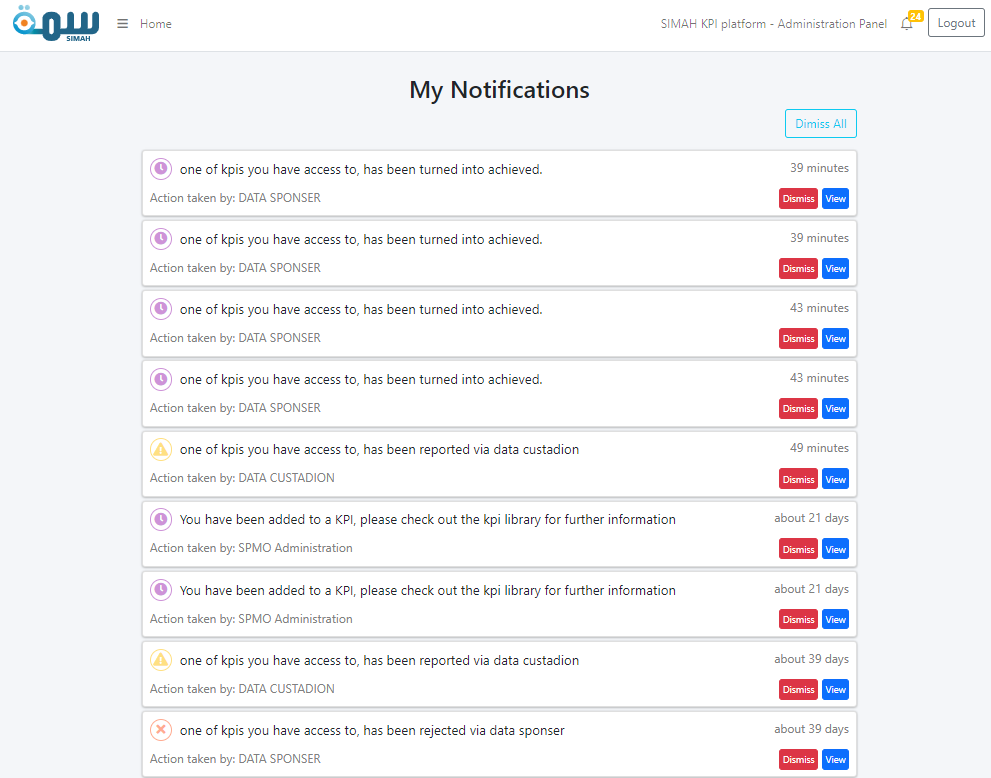 سمة
SIMAH
Home
SIMAH KPI platform - Administration Panel
24
Logout
My Notifications
Dimiss All
one of kpis you have access to, has been turned into achieved.
39 minutes
Action taken by: DATA SPONSER
Dismiss View
one of kpis you have access to, has been turned into achieved.
39 minutes
Action taken by: DATA SPONSER
Dismiss View
one of kpis you have access to, has been turned into achieved.
43 minutes
Action taken by: DATA SPONSER
Dismiss View
one of kpis you have access to, has been turned into achieved.
43 minutes
Action taken by: DATA SPONSER
Dismiss View
one of kpis you have access to, has been reported via data custadion
49 minutes
Action taken by: DATA CUSTADION
Dismiss View
You have been added to a KPI, please check out the kpi library for further information
about 21 days
Action taken by: SPMO Administration
Dismiss View
You have been added to a KPI, please check out the kpi library for further information
about 21 days
Action taken by: SPMO Administration
Dismiss View
one of kpis you have access to, has been reported via data custadion
about 39 days
Action taken by: DATA CUSTADION
Dismiss View
one of kpis you have access to, has been rejected via data sponser
about 39 days
Action taken by: DATA SPONSER
Dismiss View